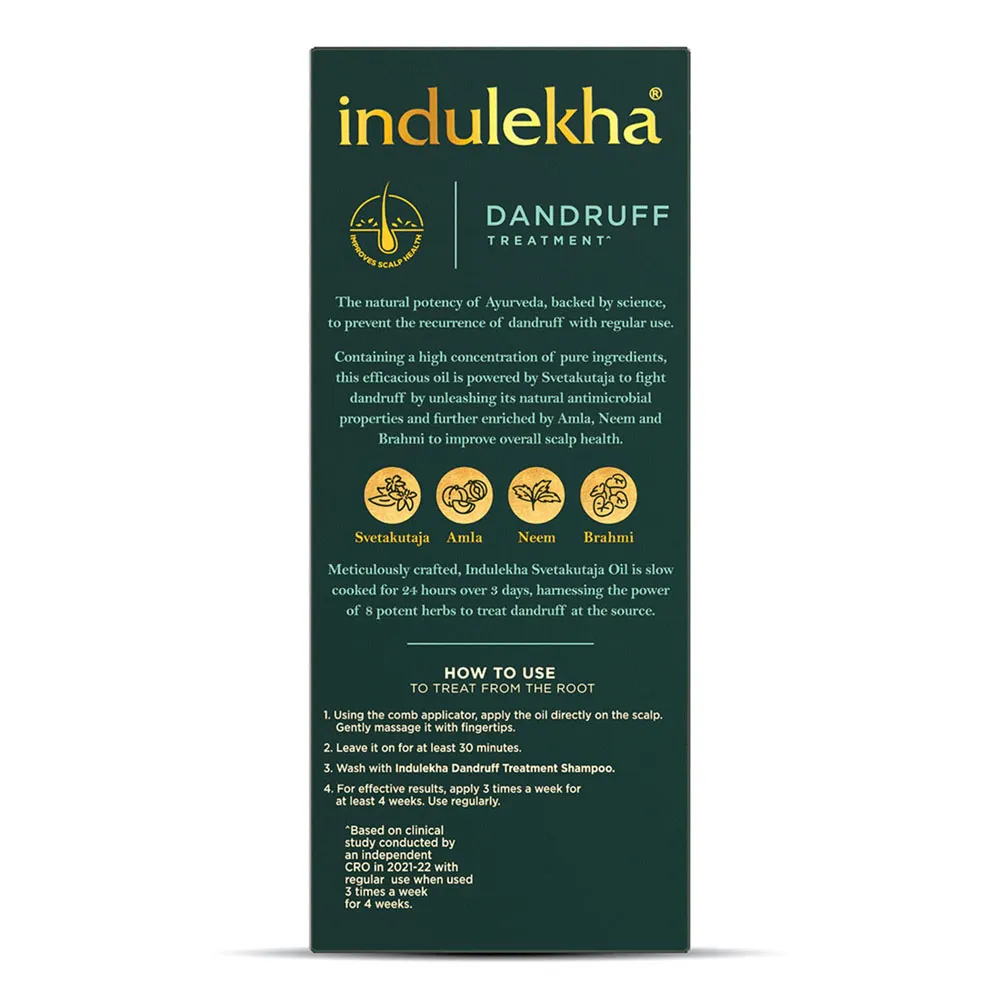 indulekha®
IMPROVES SCALP HEALTH
DANDRUFF
TREATMENT^
The natural potency of Ayurveda, backed by science,
to prevent the recurrence of dandruff with regular use.
Containing a high concentration of pure ingredients,
this efficacious oil is powered by Svetakutaja to fight
dandruff by unleashing its natural antimicrobial
properties and further enriched by Amla, Neem and
Brahmi to improve overall scalp health.
Svetakutaja Amla Neem Brahmi
Meticulously crafted, Indulekha Svetakutaja Oil is slow
cooked for 24 hours over 3 days, harnessing the power
of 8 potent herbs to treat dandruff at the source.
HOW TO USE
TO TREAT FROM THE ROOT
1. Using the comb applicator, apply the oil directly on the scalp.
Gently massage it with fingertips.
2. Leave it on for at least 30 minutes.
3. Wash with Indulekha Dandruff Treatment Shampoo.
4. For effective results, apply 3 times a week for
at least 4 weeks. Use regularly.
^Based on clinical
study conducted by
an independent
CRO in 2021-22 with
regular use when used
3 times a week
for 4 weeks.